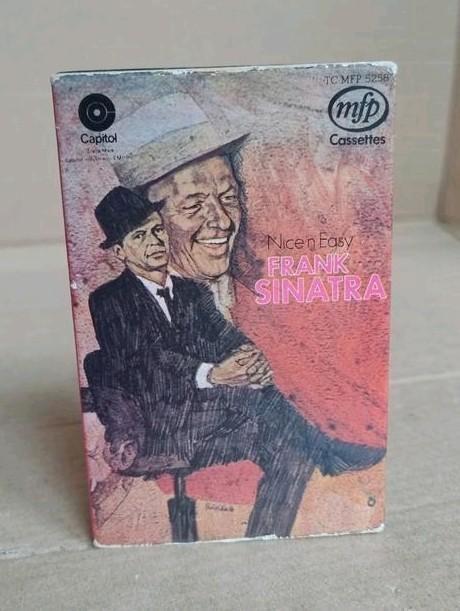 TC MFP 5258
Capitol
mfp
Cassettes
Nice n Easy
FRANK
SINATRA